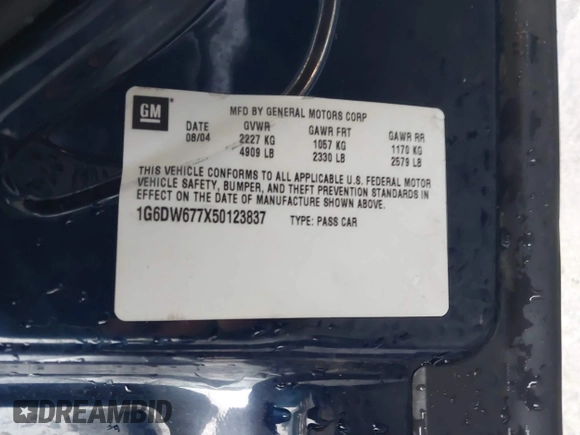 GM
MFD BY GENERAL MOTORS CORP
DATE GVWR GAWR FRT GAWR RR
08/04 2227 KG 1057 KG 1170 KG
4909 LB 2330 LB 2579 LB
THIS VEHICLE CONFORMS TO ALL APPLICABLE U.S. FEDERAL MOTOR
VEHICLE SAFETY, BUMPER, AND THEFT PREVENTION STANDARDS IN
EFFECT ON THE DATE OF MANUFACTURE SHOWN ABOVE.
1G6DW677X50123837 TYPE: PASS CAR
DREAMBID